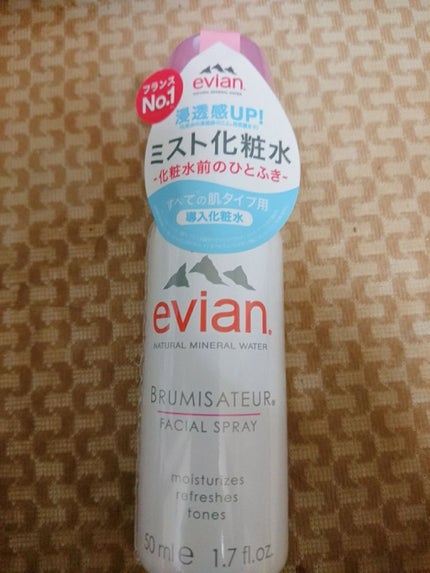 evian.
NATURAL MINERAL WATER
フランス
No.1
浸透感UP!
ミスト化粧水
-化粧水前のひとふき-
すべての肌タイプ用
導入化粧水
evian.
NATURAL MINERAL WATER
BRUMISATEUR®
FACIAL SPRAY
moisturizes
refreshes
tones
50 ml e 1.7 fl.oz.